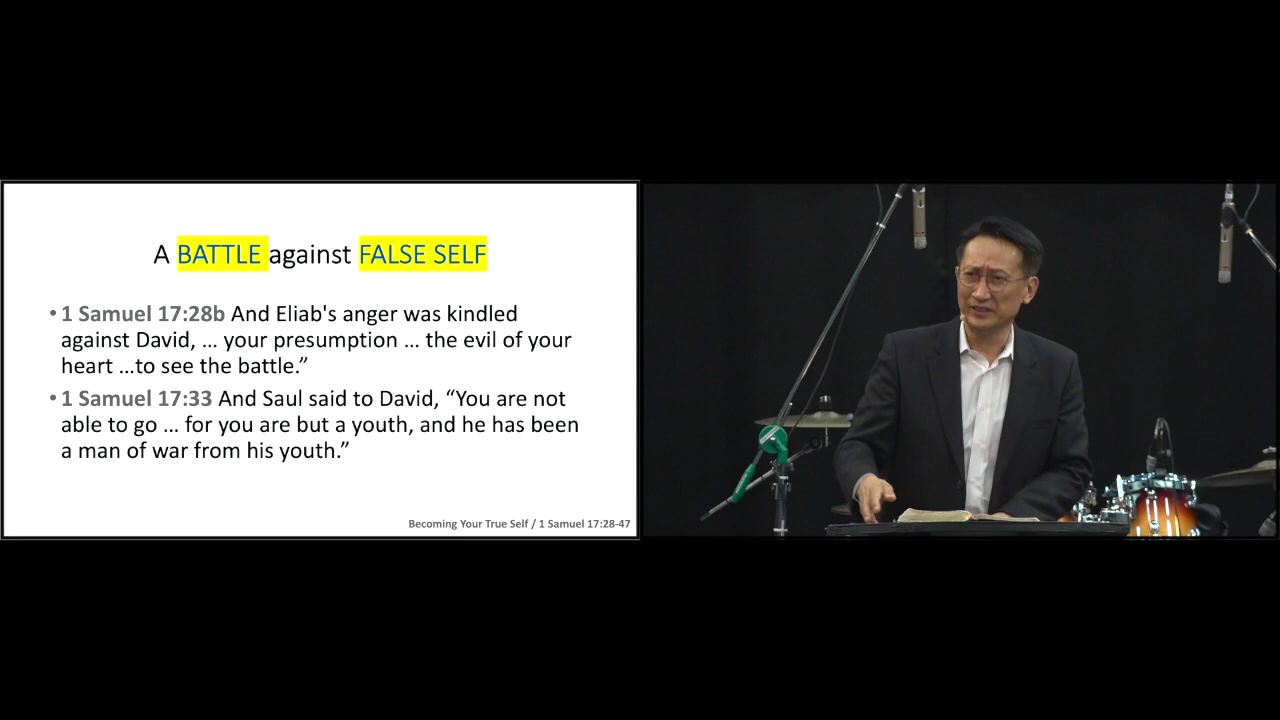 A BATTLE against FALSE SELF
• 1 Samuel 17:28b And Eliab's anger was kindled
against David, ... your presumption ... the evil of your
heart ...to see the battle.”
• 1 Samuel 17:33 And Saul said to David, “You are not
able to go ... for you are but a youth, and he has been
a man of war from his youth.”
Becoming Your True Self / 1 Samuel 17:28-47